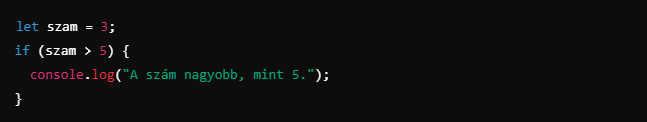 let szam = 3;
if (szam > 5) {
  console.log("A szám nagyobb, mint 5.");
}